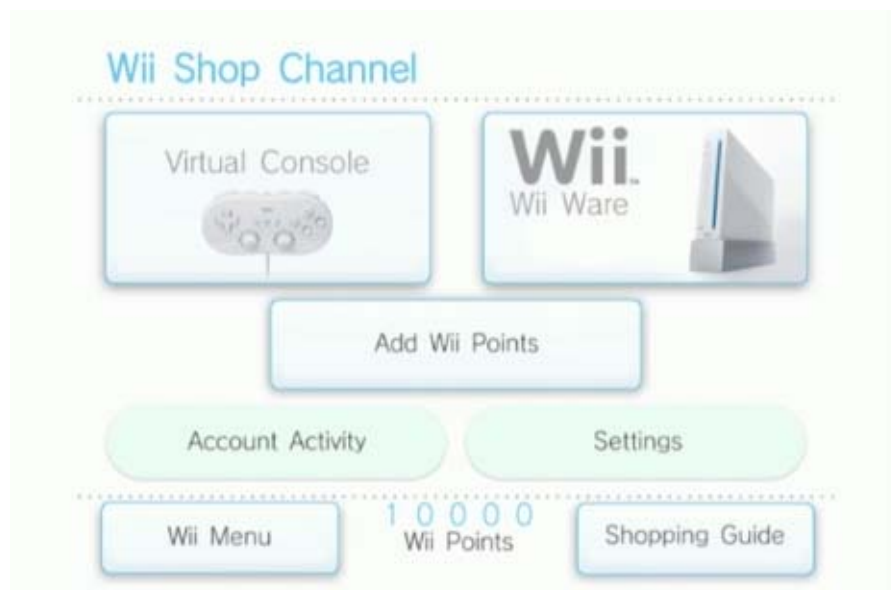 Wii Shop Channel
Virtual Console
Wii™
Wii Ware
Add Wii Points
Account Activity
Settings
Wii Menu
10000
Wii Points
Shopping Guide